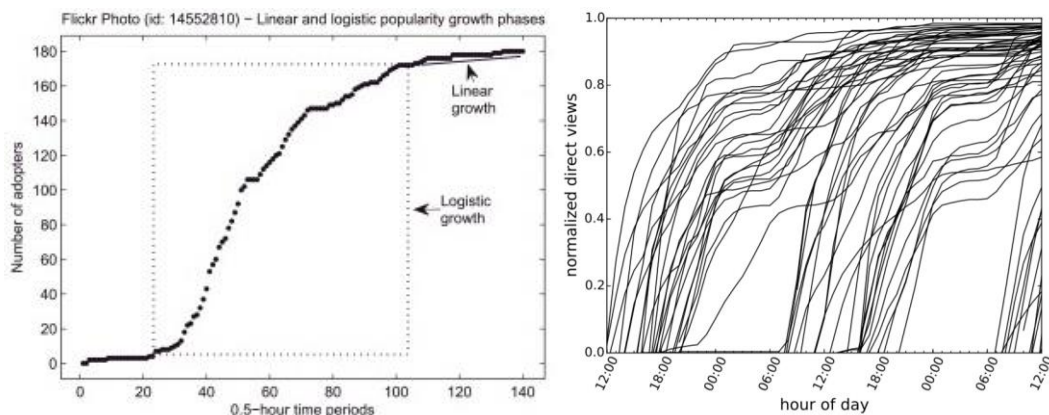 Flickr Photo (id: 14552810) – Linear and logistic popularity growth phases
180
160
140
120
100
80
60
40
20
0
Number of adopters
Linear
growth
Logistic
growth
0 20 40 60 80 100 120 140
0.5-hour time periods
1.0
0.8
0.6
0.4
0.2
0.0
normalized direct views
12:00 18:00 00:00 06:00 12:00 18:00 00:00 06:00 12:00
hour of day